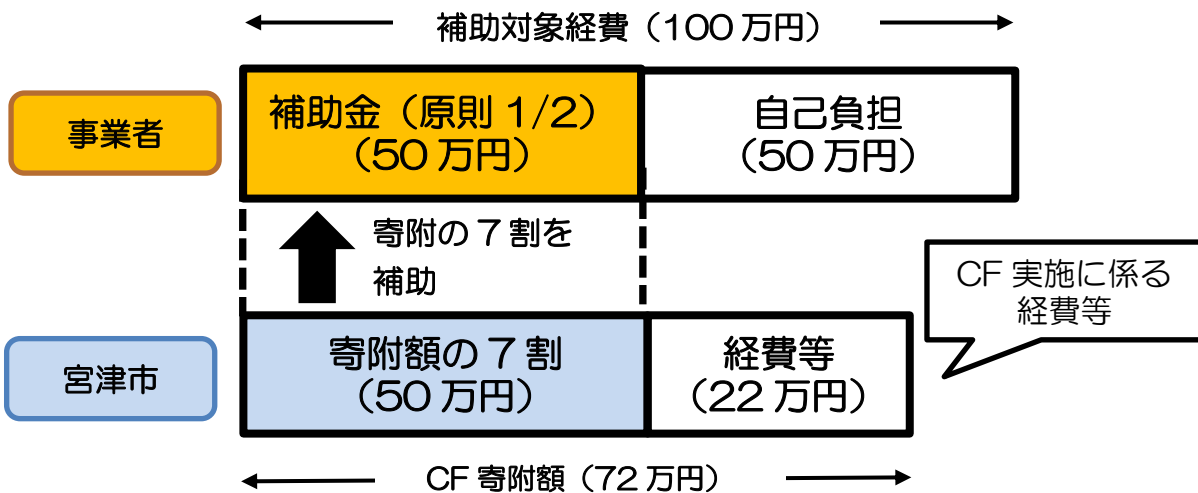 補助対象経費（100万円）
事業者
補助金（原則1/2）
（50万円）
自己負担
（50万円）
寄附の7割を
補助
CF実施に係る
経費等
宮津市
寄附額の7割
（50万円）
経費等
（22万円）
CF寄附額（72万円）